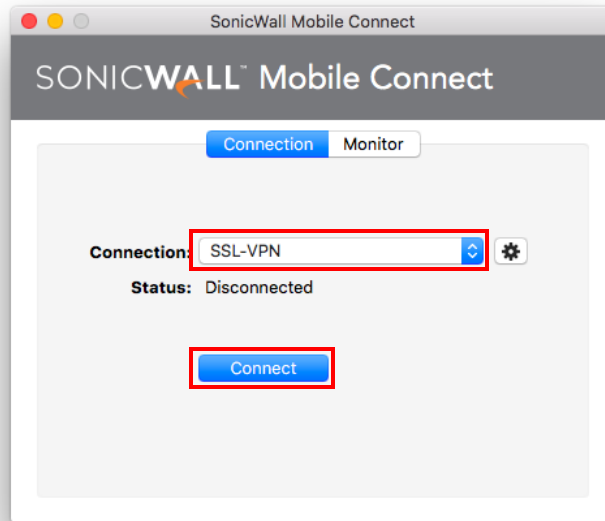 SonicWall Mobile Connect
SONICWALL™ Mobile Connect
Connection Monitor
Connection: SSL-VPN
Status: Disconnected
Connect